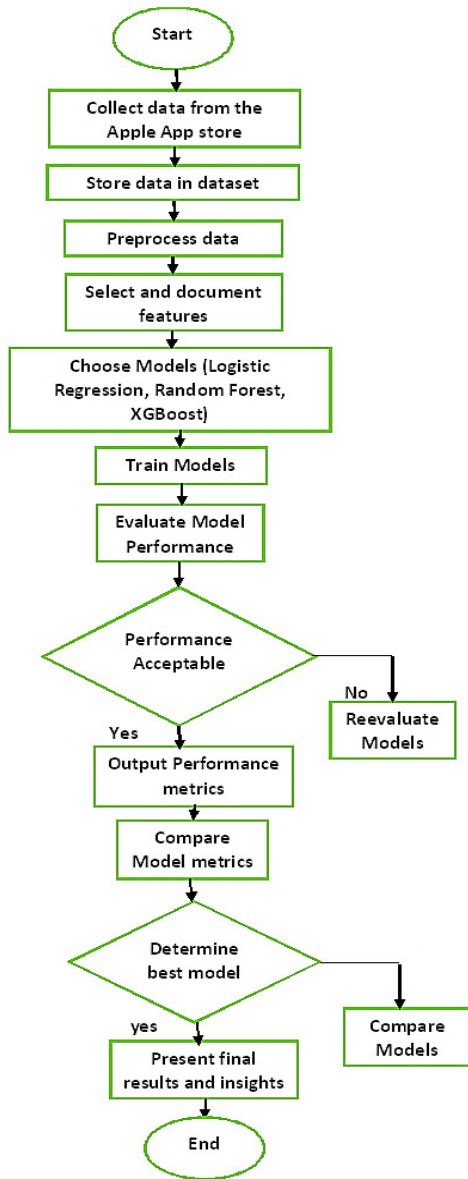 Start
Collect data from the
Apple App store
Store data in dataset
Preprocess data
Select and document
features
Choose Models (Logistic
Regression, Random Forest,
XGBoost)
Train Models
Evaluate Model
Performance
Performance
Acceptable
No
Reevaluate
Models
Yes
Output Performance
metrics
Compare
Model metrics
Determine
best model
Compare
Models
yes
Present final
results and insights
End